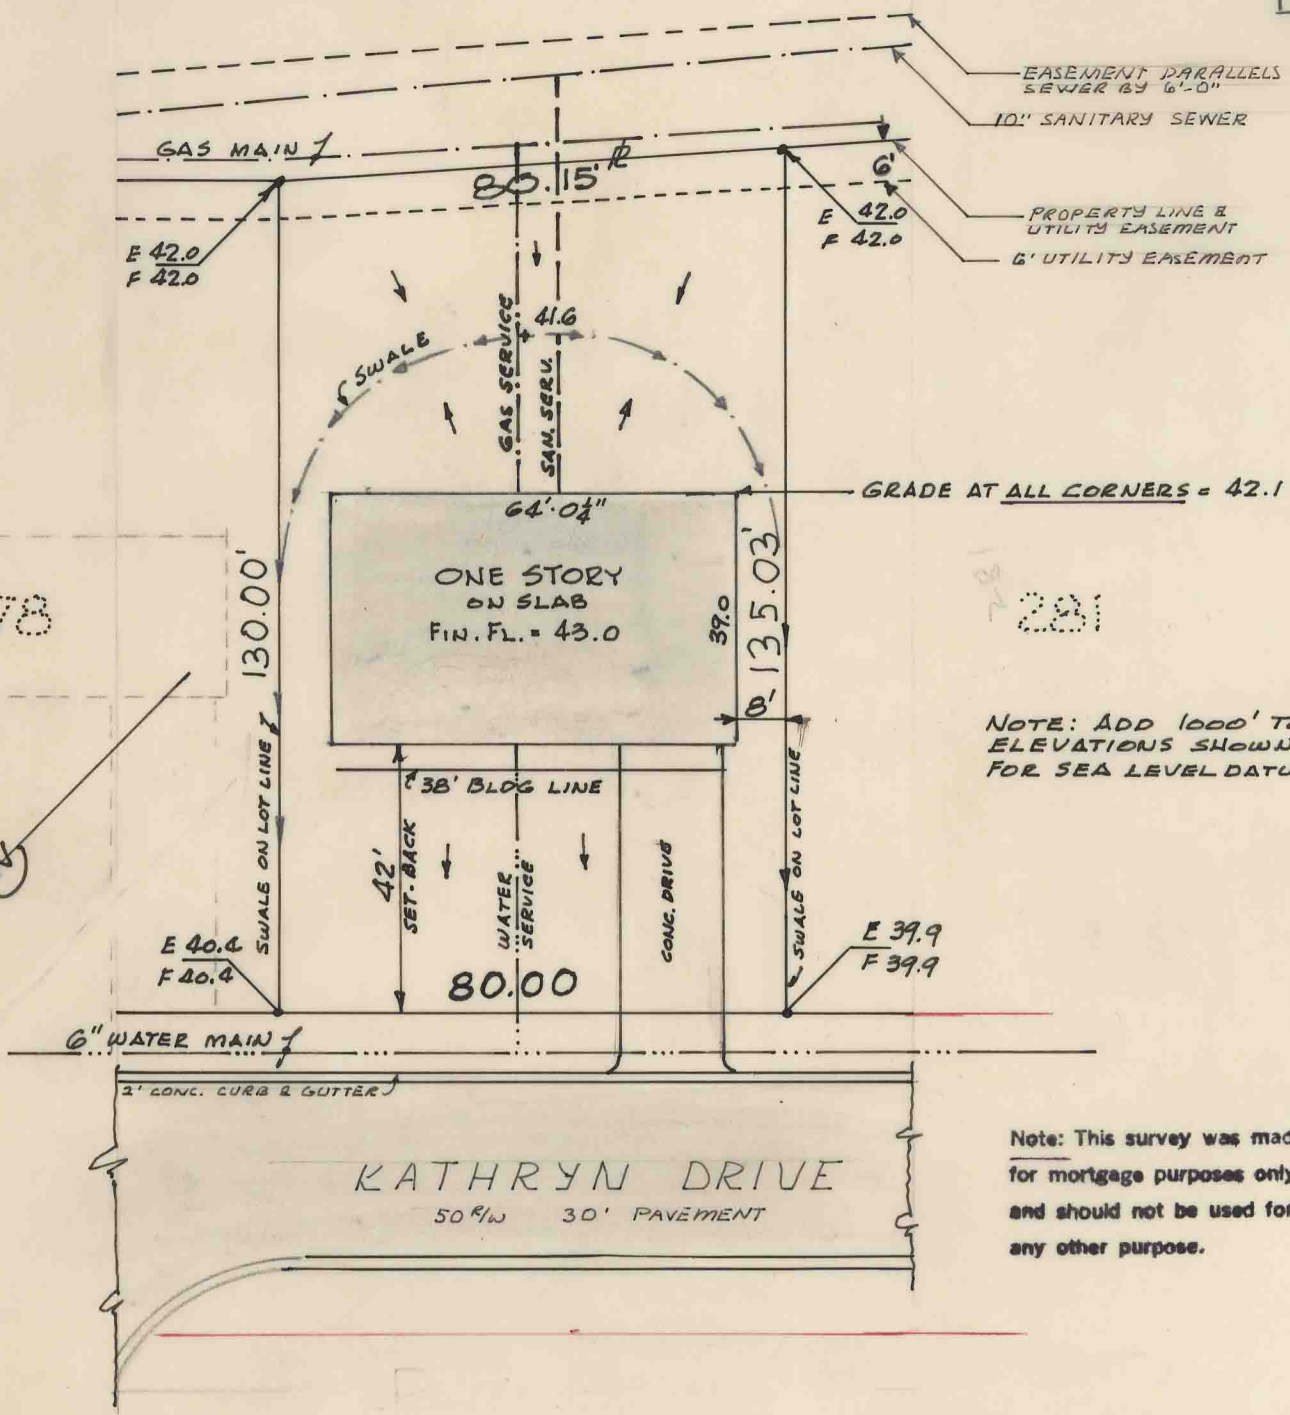 EASEMENT PARALLELS
SEWER BY 6'-0"
10" SANITARY SEWER
GAS MAIN
80.15'
6'
PROPERTY LINE &
UTILITY EASEMENT
6' UTILITY EASEMENT
E 42.0
F 42.0
E 42.0
F 42.0
41.6
SWALE
GAS SERVICE
SAN. SERV.
GRADE AT ALL CORNERS = 42.1
64'-0¼"
ONE STORY
ON SLAB
FIN. FL. = 43.0
39.0
130.00'
135.03'
8'
78
281
NOTE: ADD 1000'
ELEVATIONS SHOWN
FOR SEA LEVEL
38' BLDG LINE
SWALE ON LOT LINE
42'
SET-BACK
WATER
SERVICE
CONC. DRIVE
SWALE ON LOT LINE
E 40.4
F 40.4
E 39.9
F 39.9
80.00
6" WATER MAIN
2' CONC. CURB & GUTTER
KATHRYN DRIVE
50 R/W 30' PAVEMENT
Note: This survey was mad
for mortgage purposes only
and should not be used for
any other purpose.